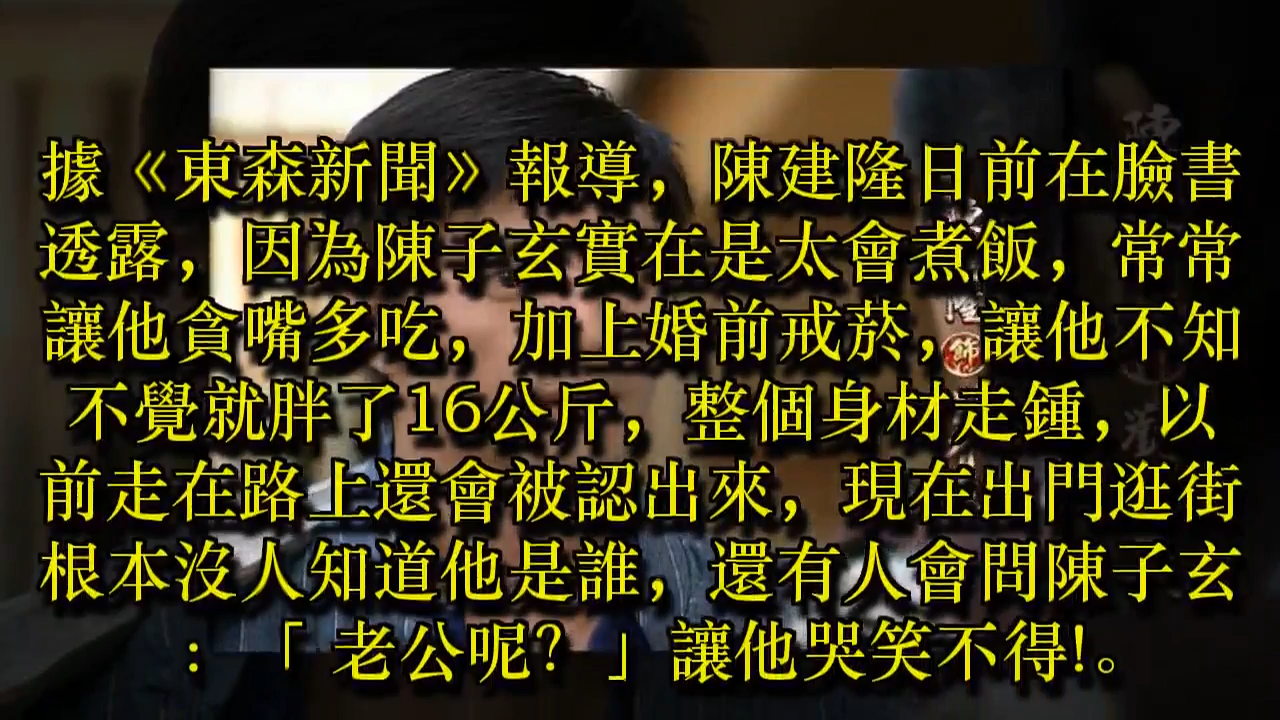 據《東森新聞》報導，陳建隆日前在臉書
透露，因為陳子玄實在是太會煮飯，常常
讓他貪嘴多吃，加上婚前戒菸，讓他不知
不覺就胖了16公斤，整個身材走鍾，以
前走在路上還會被認出來，現在出門逛街
根本沒人知道他是誰，還有人會問陳子玄
：「 老公呢？ 」讓他哭笑不得!。
隆
飾
陳